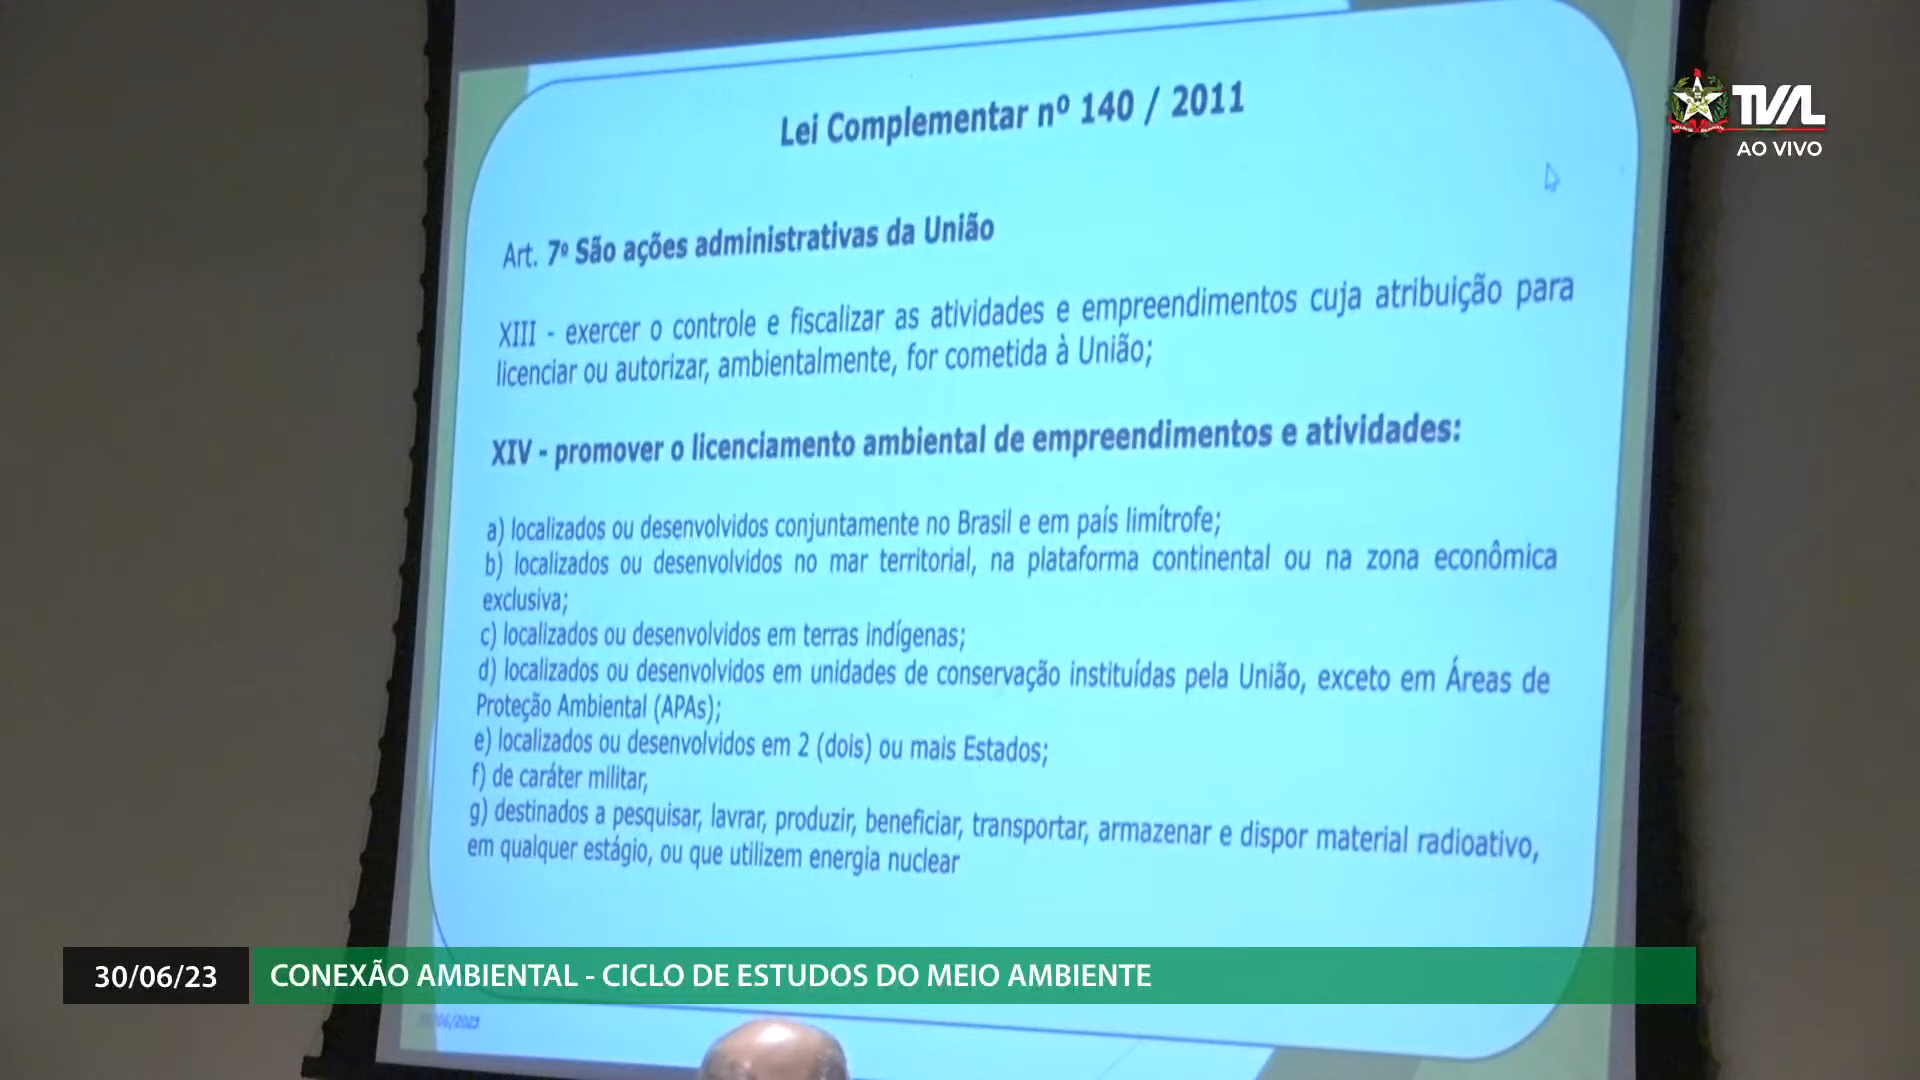 Lei Complementar nº 140 / 2011
TVAL
AO VIVO
Art. 7º São ações administrativas da União
XIII - exercer o controle e fiscalizar as atividades e empreendimentos cuja atribuição para
licenciar ou autorizar, ambientalmente, for cometida à União;
XIV - promover o licenciamento ambiental de empreendimentos e atividades:
a) localizados ou desenvolvidos conjuntamente no Brasil e em país limítrofe;
b) localizados ou desenvolvidos no mar territorial, na plataforma continental ou na zona econômica
exclusiva;
c) localizados ou desenvolvidos em terras indígenas;
d) localizados ou desenvolvidos em unidades de conservação instituídas pela União, exceto em Áreas de
Proteção Ambiental (APAs);
e) localizados ou desenvolvidos em 2 (dois) ou mais Estados;
f) de caráter militar,
g) destinados a pesquisar, lavrar, produzir, beneficiar, transportar, armazenar e dispor material radioativo,
em qualquer estágio, ou que utilizem energia nuclear
30/06/23
CONEXÃO AMBIENTAL - CICLO DE ESTUDOS DO MEIO AMBIENTE